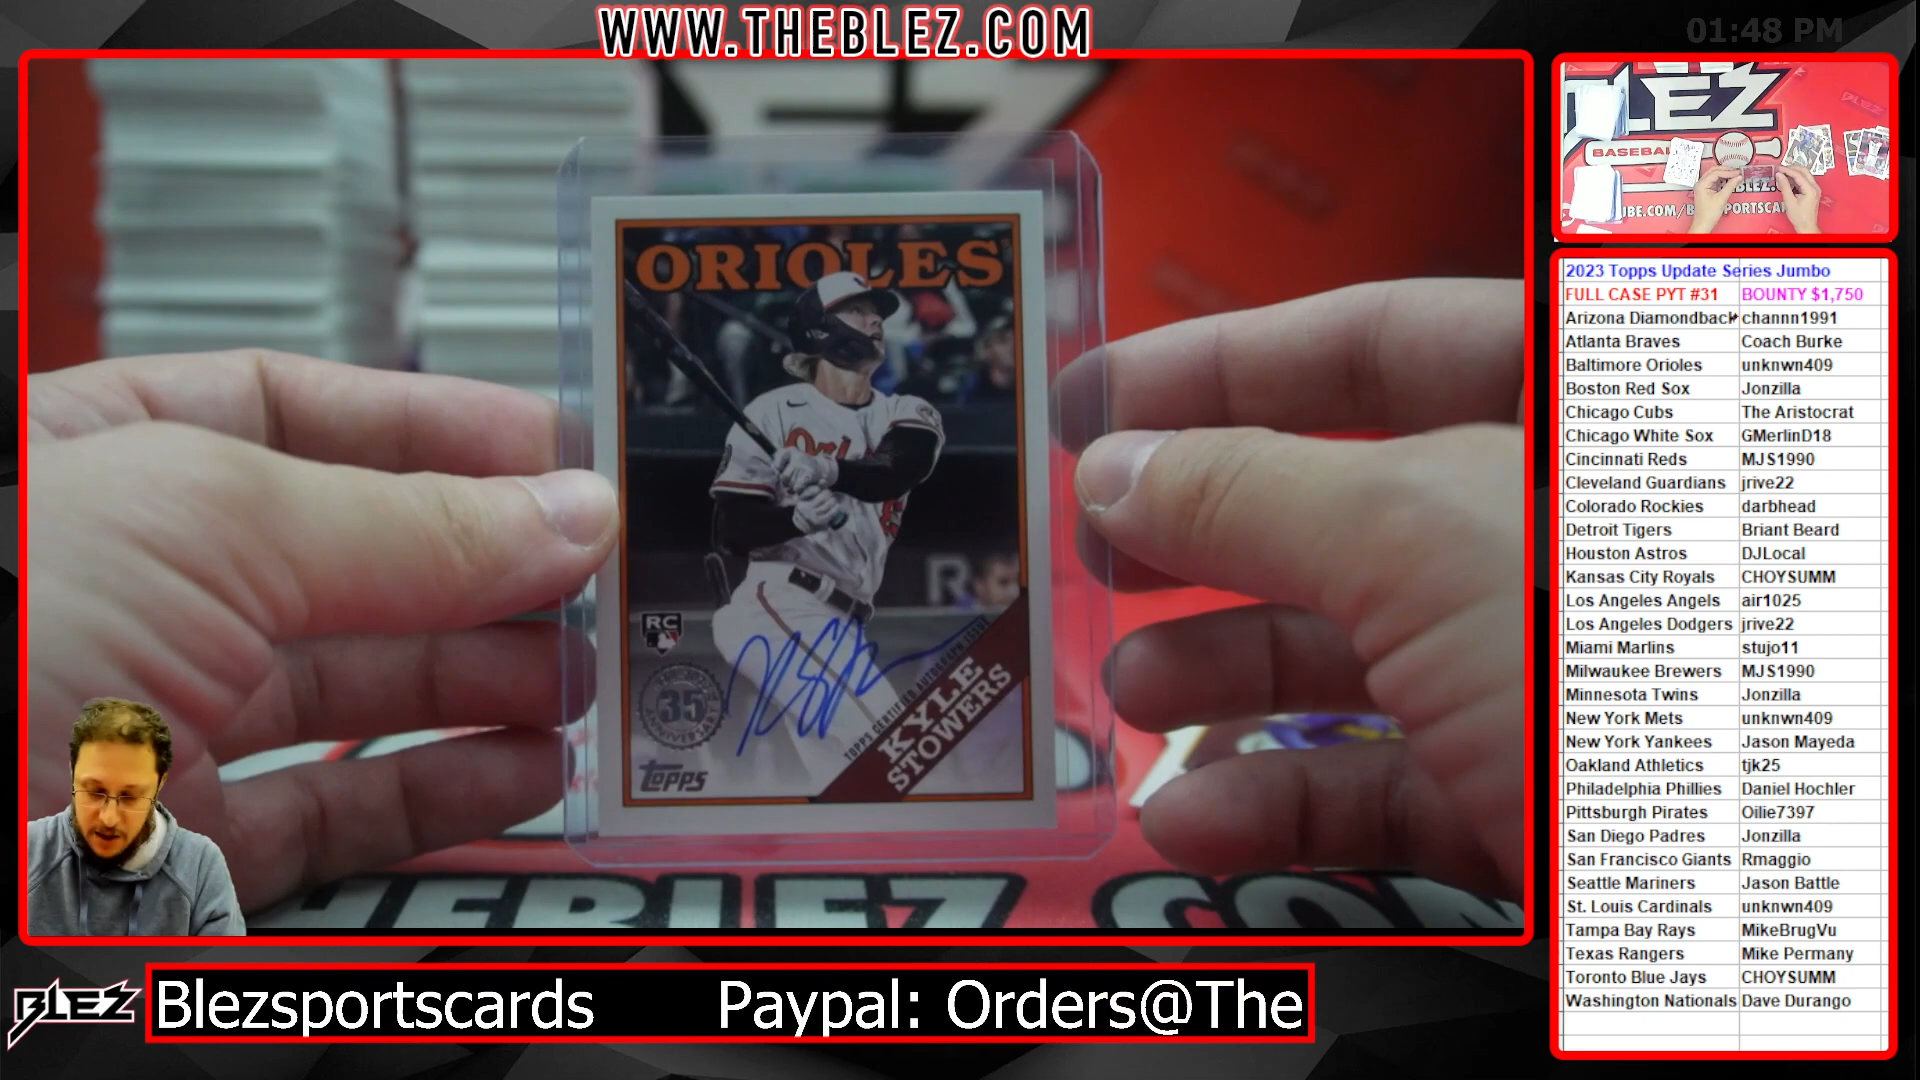 WWW.THEBLEZ.COM
01:48 PM
ORIOLES
RC
35
ANNIVERSARY
TOPPS CERTIFIED AUTOGRAPH ISSUE
KYLE
STOWERS
Topps
THEBLEZ.CO
LEZ
BASEBA
2023 Topps Update Series Jumbo
FULL CASE PYT #31 BOUNTY $1,750
Arizona Diamondback channn1991
Atlanta Braves Coach Burke
Baltimore Orioles unknwn409
Boston Red Sox Jonzilla
Chicago Cubs The Aristocrat
Chicago White Sox GMerlinD18
Cincinnati Reds MJS1990
Cleveland Guardians jrive22
Colorado Rockies darbhead
Detroit Tigers Briant Beard
Houston Astros DJLocal
Kansas City Royals CHOYSUMM
Los Angeles Angels air1025
Los Angeles Dodgers jrive22
Miami Marlins stujo11
Milwaukee Brewers MJS1990
Minnesota Twins Jonzilla
New York Mets unknwn409
New York Yankees Jason Mayeda
Oakland Athletics tjk25
Philadelphia Phillies Daniel Hochler
Pittsburgh Pirates Oilie7397
San Diego Padres Jonzilla
San Francisco Giants Rmaggio
Seattle Mariners Jason Battle
St. Louis Cardinals unknwn409
Tampa Bay Rays MikeBrugVu
Texas Rangers Mike Permany
Toronto Blue Jays CHOYSUMM
Washington Nationals Dave Durango
BLEZ
Blezsportscards Paypal: Orders@The